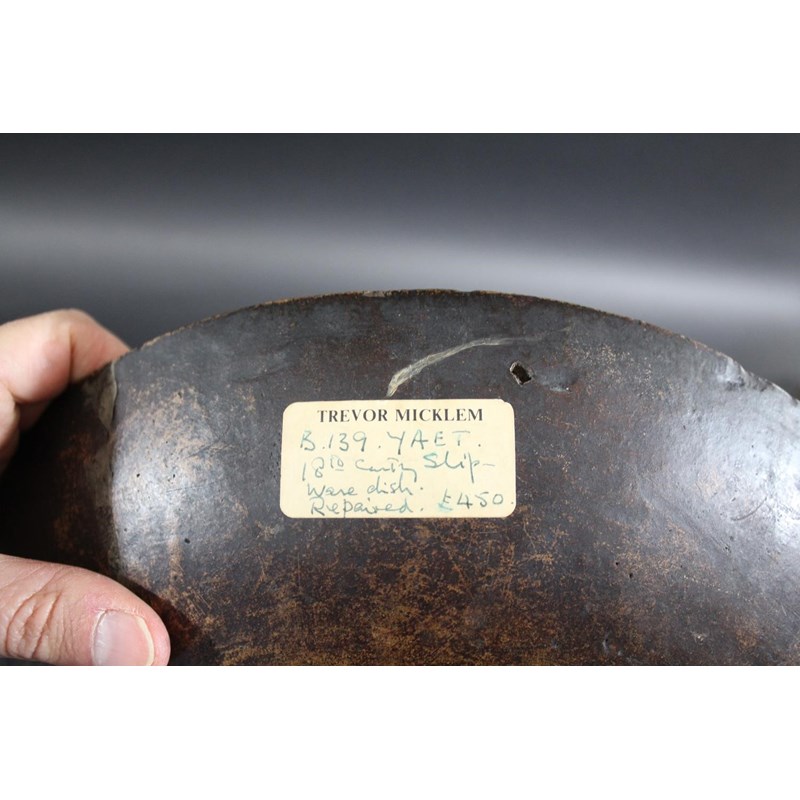 TREVOR MICKLEM
B.139. YAET.
18th Cent'y Slip-
Ware dish.
Repaired. £450.